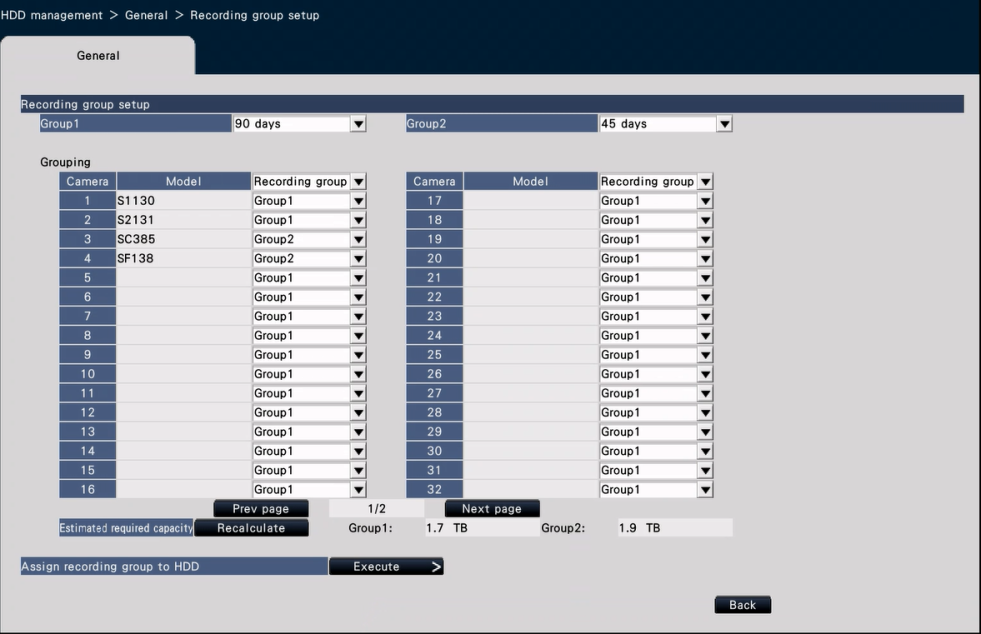 HDD management > General > Recording group setup
General
Recording group setup
Group1 90 days Group2 45 days
Grouping
Camera Model Recording group Camera Model Recording group
1 S1130 Group1 17 Group1
2 S2131 Group1 18 Group1
3 SC385 Group2 19 Group1
4 SF138 Group2 20 Group1
5 Group1 21 Group1
6 Group1 22 Group1
7 Group1 23 Group1
8 Group1 24 Group1
9 Group1 25 Group1
10 Group1 26 Group1
11 Group1 27 Group1
12 Group1 28 Group1
13 Group1 29 Group1
14 Group1 30 Group1
15 Group1 31 Group1
16 Group1 32 Group1
Prev page 1/2 Next page
Estimated required capacity Recalculate Group1: 1.7 TB Group2: 1.9 TB
Assign recording group to HDD Execute >
Back